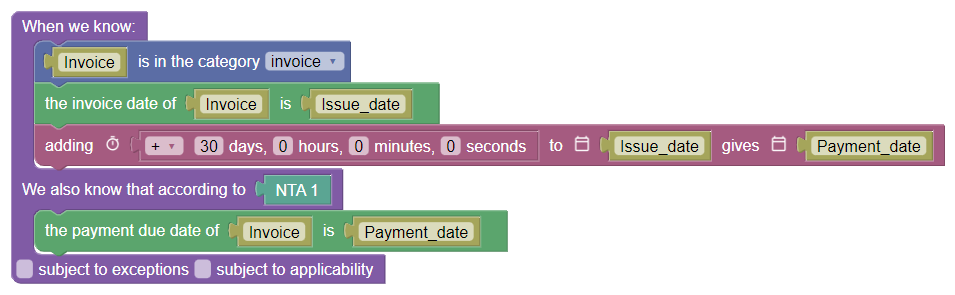 When we know:
Invoice is in the category invoice
the invoice date of Invoice is Issue_date
adding + 30 days, 0 hours, 0 minutes, 0 seconds to Issue_date gives Payment_date
We also know that according to NTA 1
the payment due date of Invoice is Payment_date
subject to exceptions subject to applicability